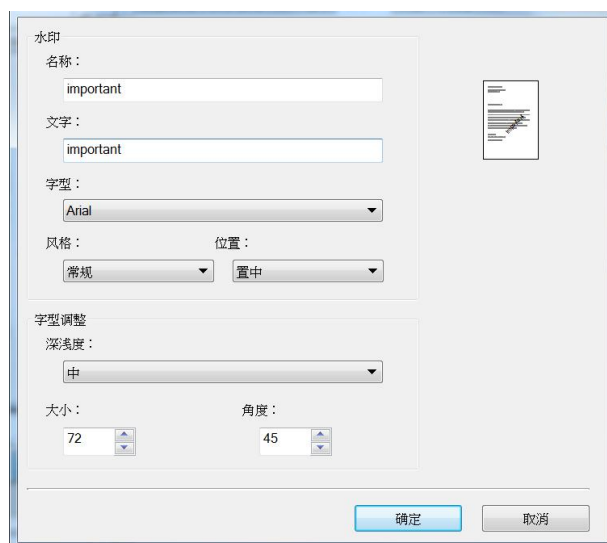 水印
名称：
important
文字：
important
字型：
Arial
风格： 位置：
常规 置中
字型调整
深浅度：
中
大小： 角度：
72 45
确定 取消